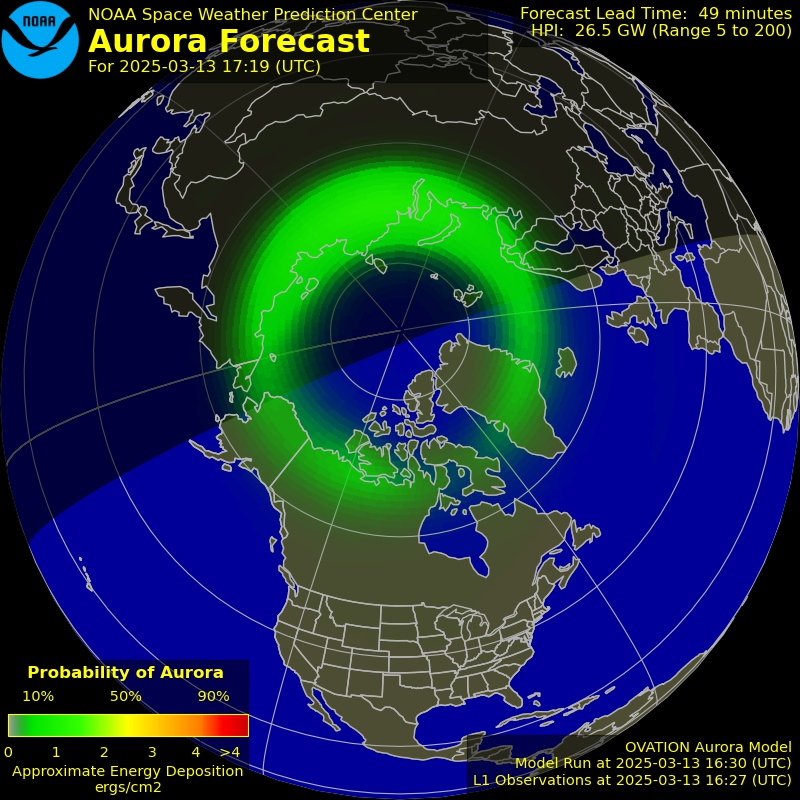 NOAA
NOAA Space Weather Prediction Center
Aurora Forecast
For 2025-03-13 17:19 (UTC)
Forecast Lead Time: 49 minutes
HPI: 26.5 GW (Range 5 to 200)
Probability of Aurora
10% 50% 90%
0 1 2 3 4 >4
Approximate Energy Deposition
ergs/cm2
OVATION Aurora Model
Model Run at 2025-03-13 16:30 (UTC)
L1 Observations at 2025-03-13 16:27 (UTC)